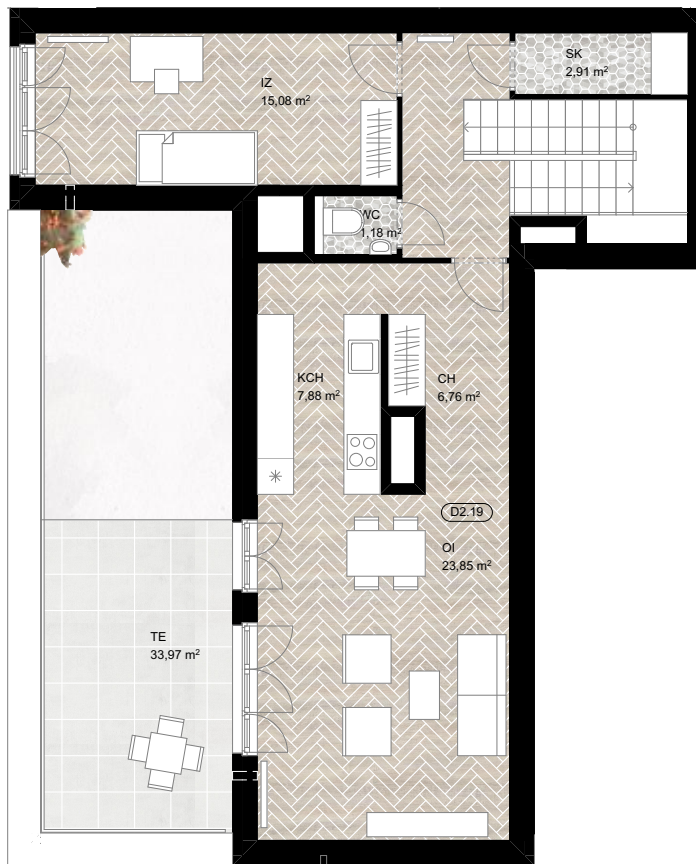 SK
2,91 m²
IZ
15,08 m²
WC
1,18 m²
KCH
7,88 m²
CH
6,76 m²
D2.19
OI
23,85 m²
TE
33,97 m²